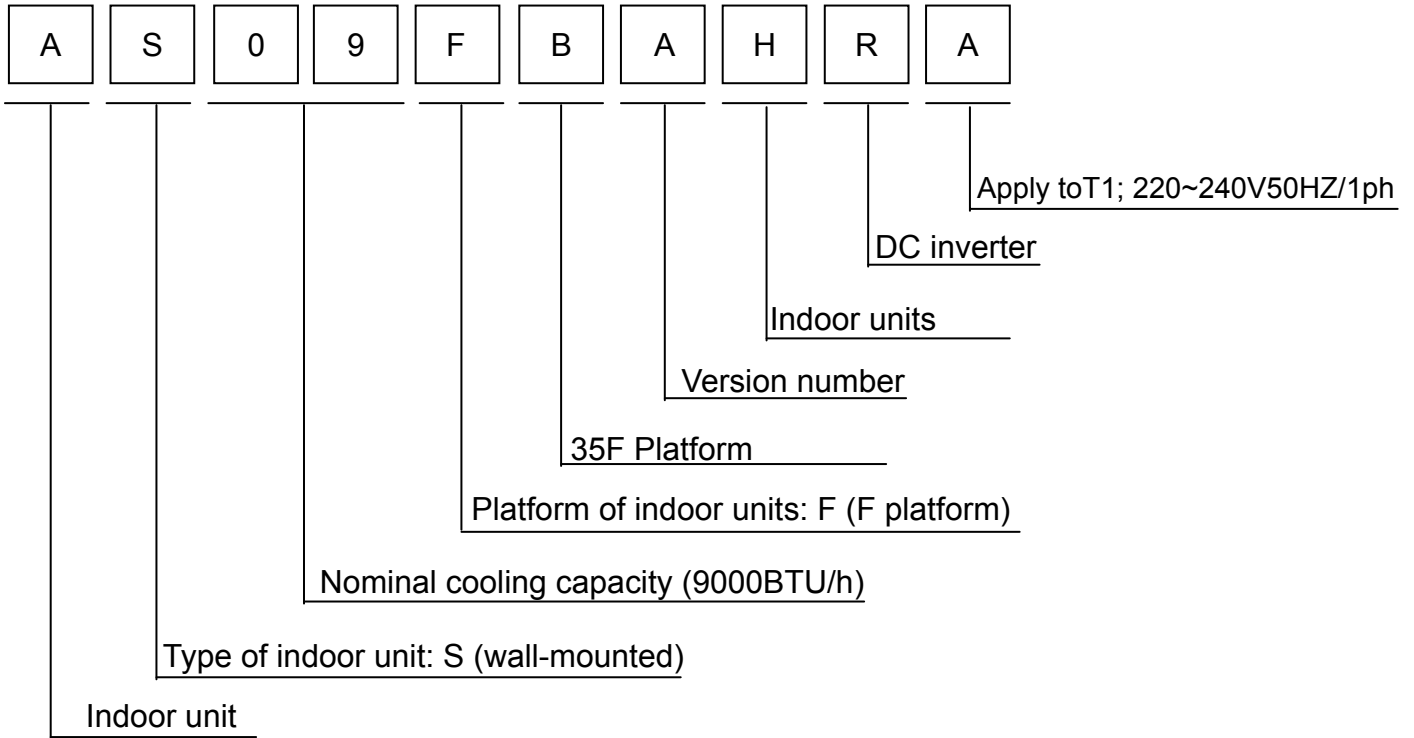 A S 0 9 F B A H R A
Apply toT1; 220~240V50HZ/1ph
DC inverter
Indoor units
Version number
35F Platform
Platform of indoor units: F (F platform)
Nominal cooling capacity (9000BTU/h)
Type of indoor unit: S (wall-mounted)
Indoor unit